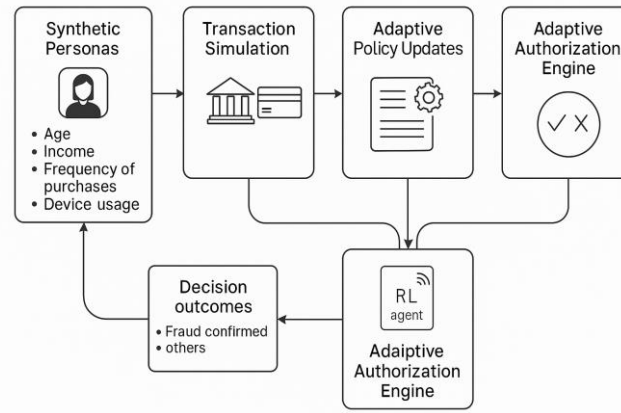 Synthetic
Personas
• Age
• Income
• Frequency of
purchases
• Device usage
Transaction
Simulation
Adaptive
Policy Updates
Adaptive
Authorization
Engine
Decision
outcomes
• Fraud confirmed
• others
RL
agent
Adaiptive
Authorization
Engine